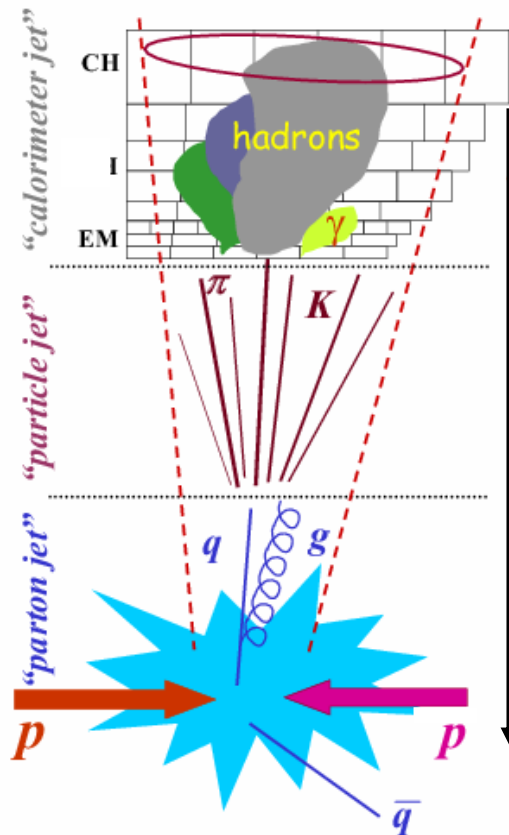 “calorimeter jet”
CH
hadrons
I
γ
EM
“particle jet”
π
K
“parton jet”
q
g
p
p
q̅